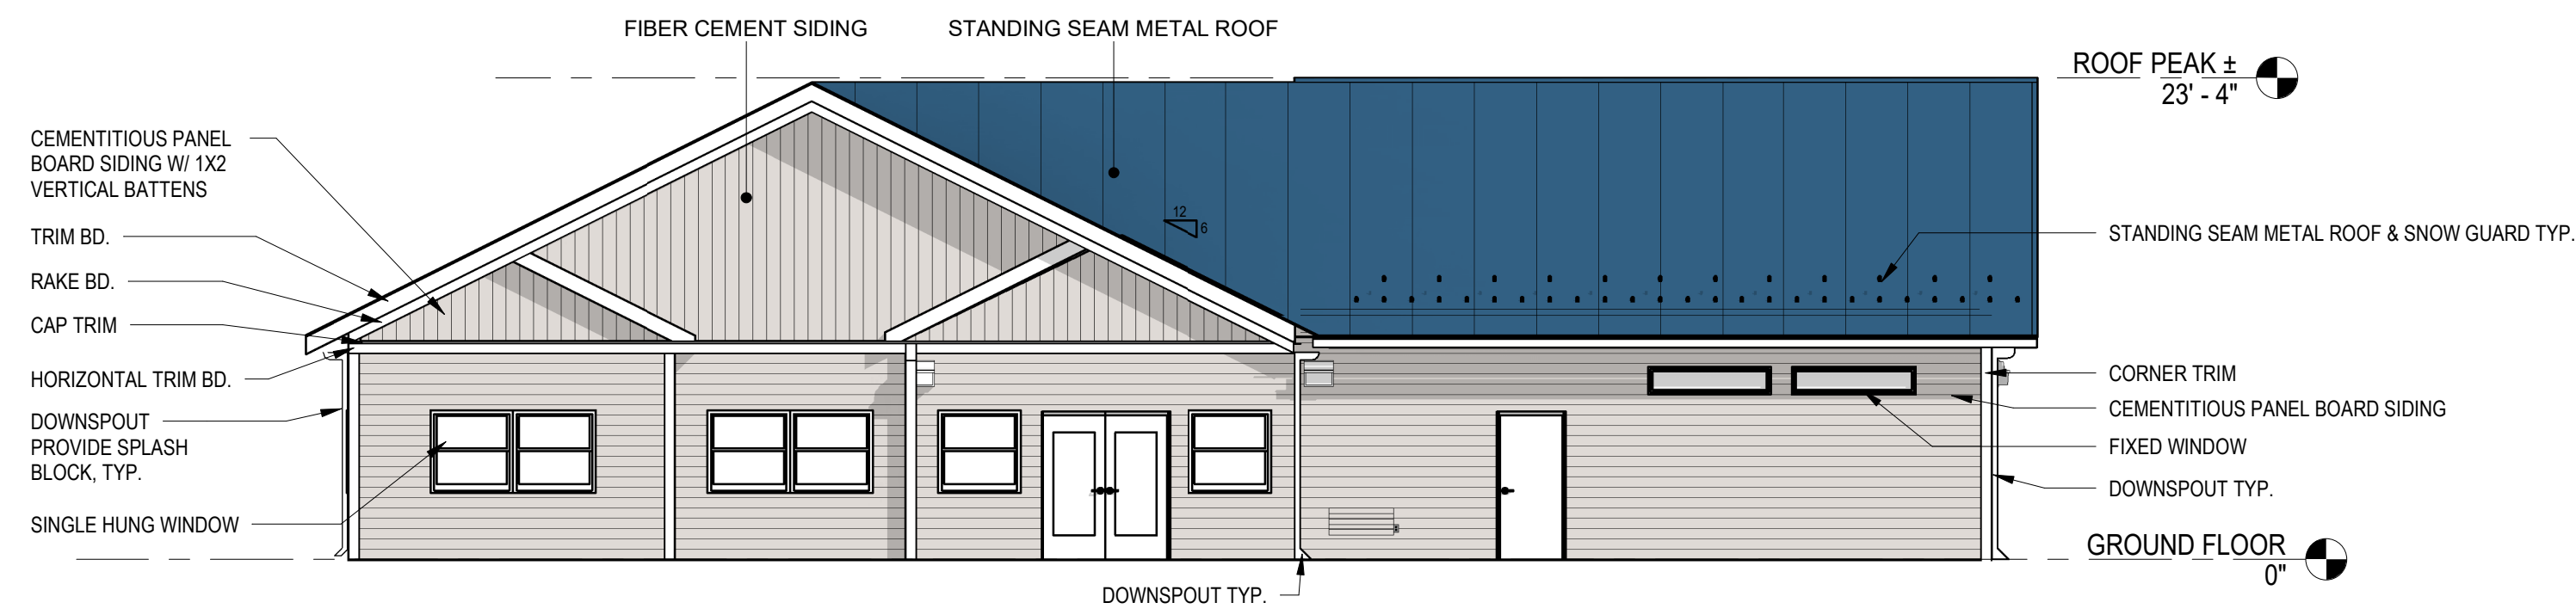 FIBER CEMENT SIDING
STANDING SEAM METAL ROOF
ROOF PEAK ±
23' - 4"
CEMENTITIOUS PANEL
BOARD SIDING W/ 1X2
VERTICAL BATTENS
TRIM BD.
RAKE BD.
CAP TRIM
HORIZONTAL TRIM BD.
DOWNSPOUT
PROVIDE SPLASH
BLOCK, TYP.
SINGLE HUNG WINDOW
12
6
STANDING SEAM METAL ROOF & SNOW GUARD TYP.
CORNER TRIM
CEMENTITIOUS PANEL BOARD SIDING
FIXED WINDOW
DOWNSPOUT TYP.
GROUND FLOOR
0"
DOWNSPOUT TYP.